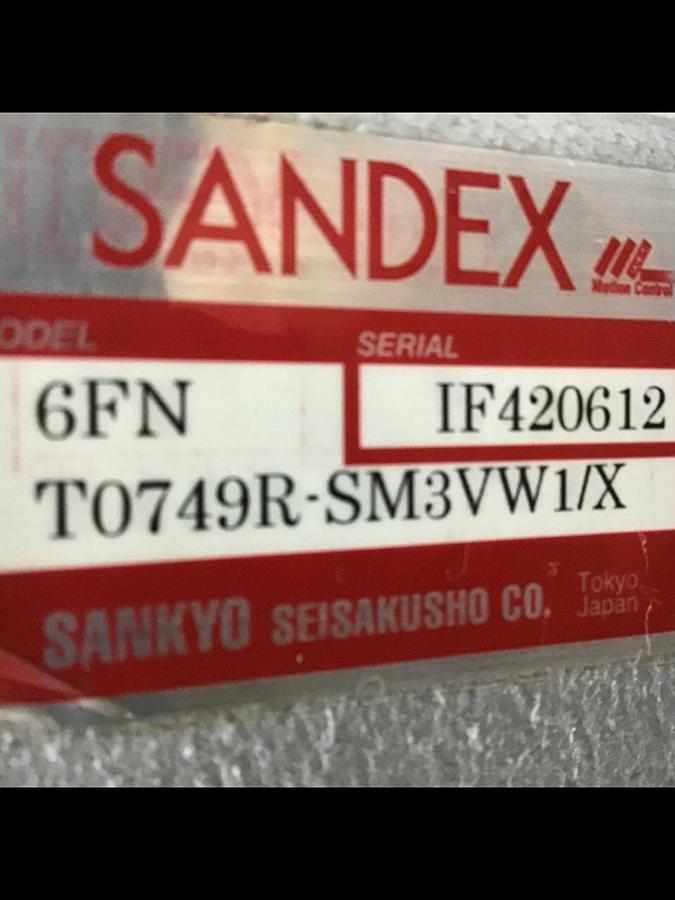 SANDEX
Motion Control
ODEL SERIAL
6FN IF420612
T0749R-SM3VW1/X
SANKYO SEISAKUSHO CO. Tokyo
Japan